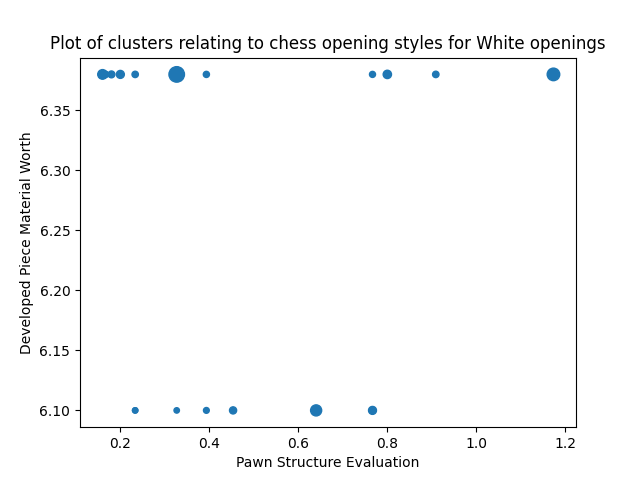 Plot of clusters relating to chess opening styles for White openings
Developed Piece Material Worth
6.35
6.30
6.25
6.20
6.15
6.10
0.2 0.4 0.6 0.8 1.0 1.2
Pawn Structure Evaluation